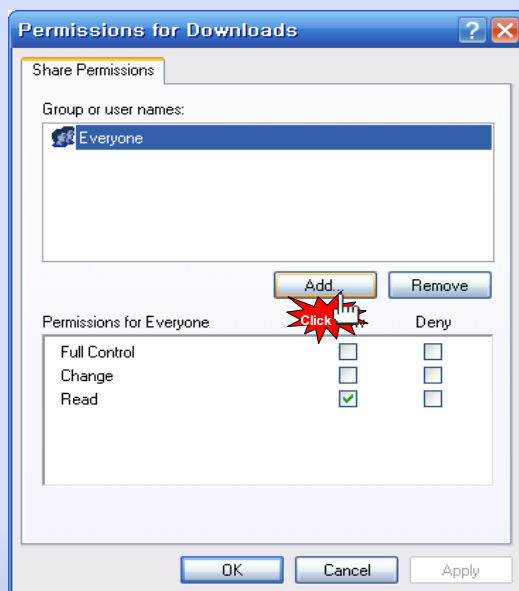 Permissions for Downloads
Share Permissions
Group or user names:
Everyone
Add...
Remove
Click
Permissions for Everyone
Deny
Full Control
Change
Read
OK
Cancel
Apply